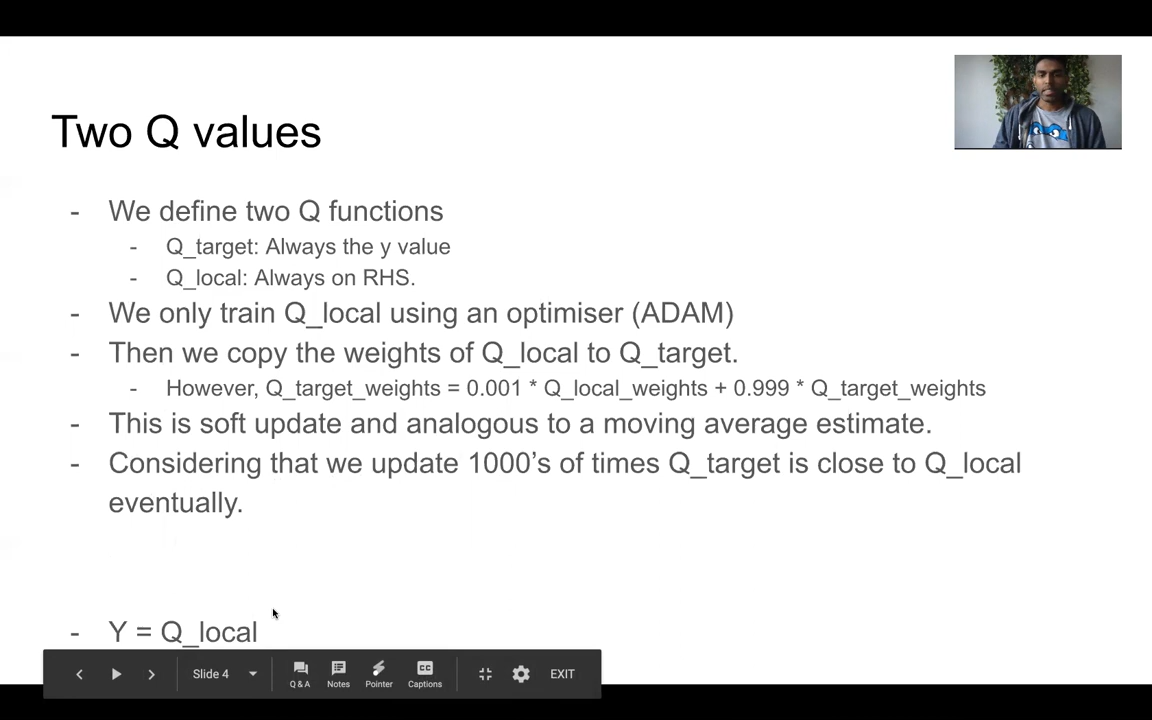 Two Q values
- We define two Q functions
- Q_target: Always the y value
- Q_local: Always on RHS.
- We only train Q_local using an optimiser (ADAM)
- Then we copy the weights of Q_local to Q_target.
- However, Q_target_weights = 0.001 * Q_local_weights + 0.999 * Q_target_weights
- This is soft update and analogous to a moving average estimate.
- Considering that we update 1000’s of times Q_target is close to Q_local
eventually.
- Y = Q_local
Slide 4
Q & A
Notes
Pointer
CC
Captions
EXIT